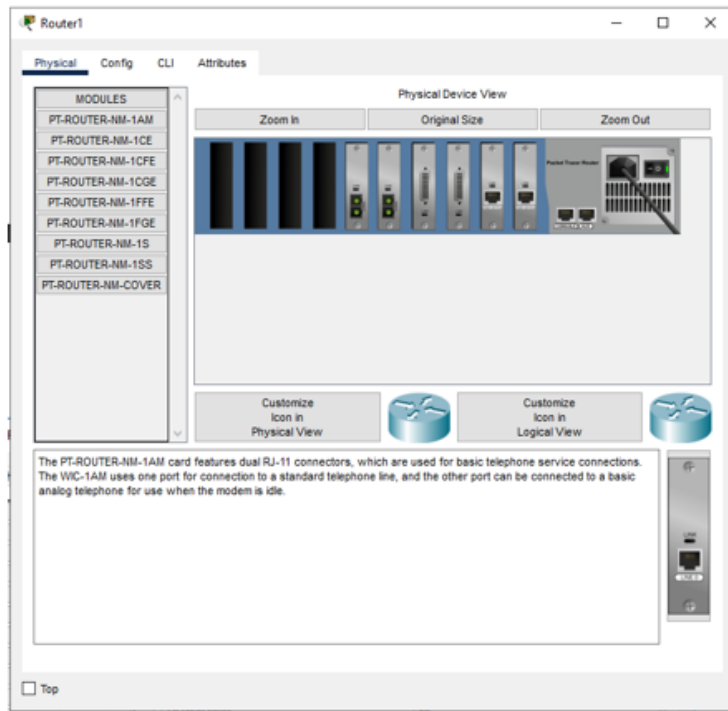 Router1
Physical Config CLI Attributes
MODULES
PT-ROUTER-NM-1AM
PT-ROUTER-NM-1CE
PT-ROUTER-NM-1CFE
PT-ROUTER-NM-1CGE
PT-ROUTER-NM-1FFE
PT-ROUTER-NM-1FGE
PT-ROUTER-NM-1S
PT-ROUTER-NM-1SS
PT-ROUTER-NM-COVER
Physical Device View
Zoom In Original Size Zoom Out
Packet Tracer Router
Customize
Icon in
Physical View
Customize
Icon in
Logical View
The PT-ROUTER-NM-1AM card features dual RJ-11 connectors, which are used for basic telephone service connections.
The WIC-1AM uses one port for connection to a standard telephone line, and the other port can be connected to a basic
analog telephone for use when the modem is idle.
LINK
LINE 0
Top